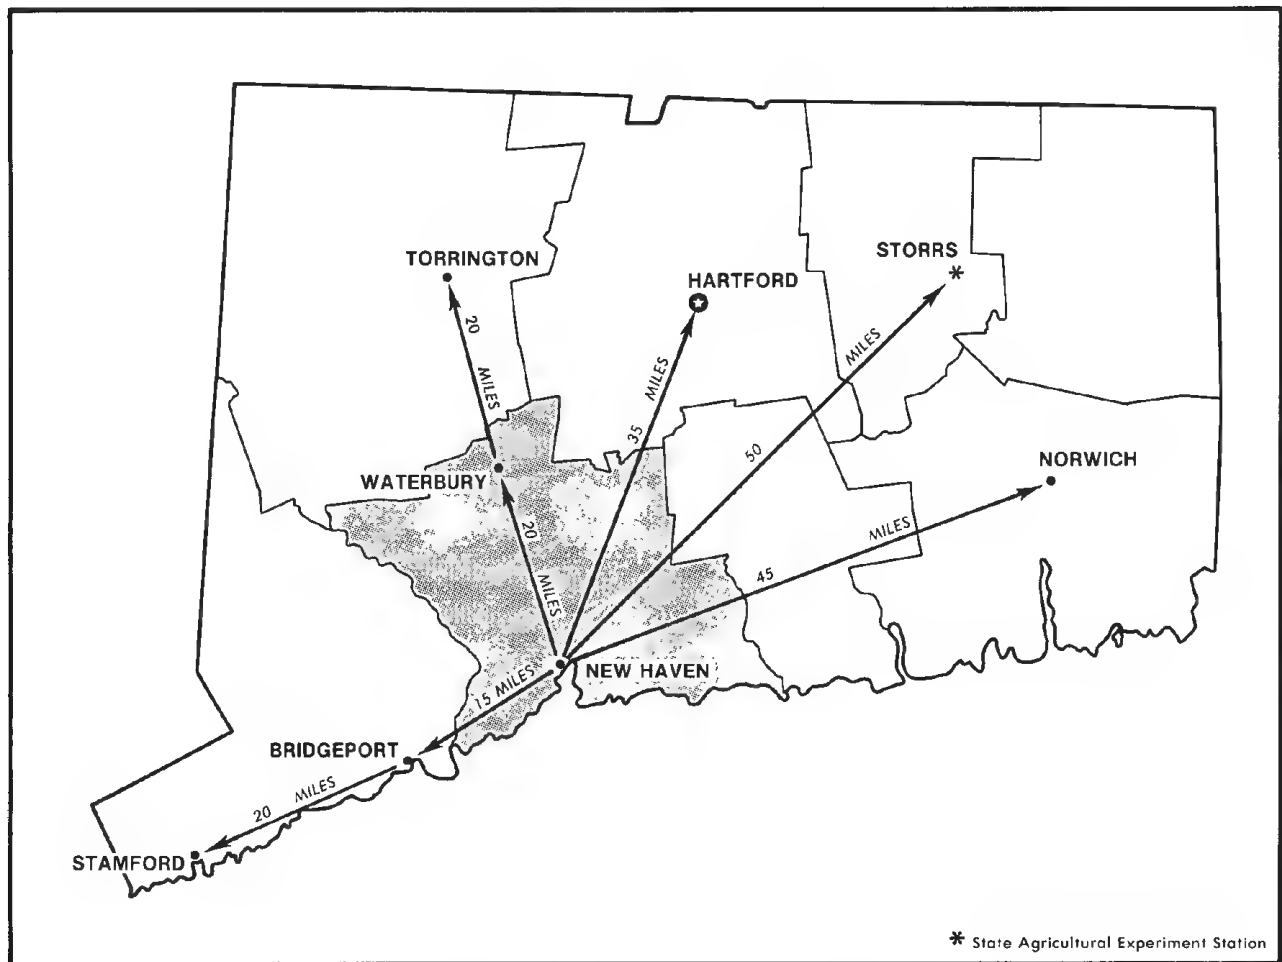 TORRINGTON
STORRS
*
HARTFORD
20 MILES
35 MILES
50 MILES
NORWICH
WATERBURY
20 MILES
45 MILES
NEW HAVEN
15 MILES
BRIDGEPORT
20 MILES
STAMFORD
* State Agricultural Experiment Station